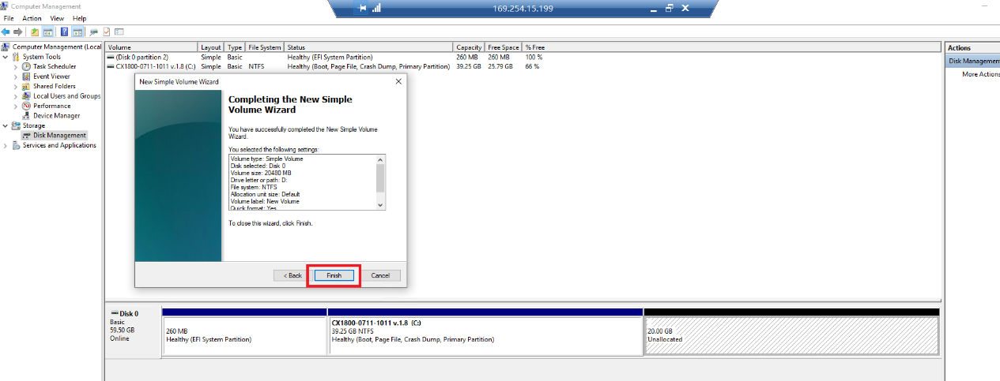 Computer Management
169.254.15.199
File Action View Help
Computer Management (Local
System Tools
Task Scheduler
Event Viewer
Shared Folders
Local Users and Groups
Performance
Device Manager
Storage
Disk Management
Services and Applications
Volume Layout Type File System Status Capacity Free Space % Free
(Disk 0 partition 2) Simple Basic Healthy (EFI System Partition) 260 MB 260 MB 100 %
CX1800-0711-1011 v.1.8 (C:) Simple Basic NTFS Healthy (Boot, Page File, Crash Dump, Primary Partition) 39.25 GB 25.79 GB 66 %
New Simple Volume Wizard
Completing the New Simple
Volume Wizard
You have successfully completed the New Simple Volume
Wizard.
You selected the following settings:
Volume type: Simple Volume
Disk selected: Disk 0
Volume size: 20480 MB
Drive letter or path: D:
File system: NTFS
Allocation unit size: Default
Volume label: New Volume
Quick format: Yes
To close this wizard, click Finish.
< Back Finish Cancel
Disk 0
Basic
59.50 GB
Online
260 MB
Healthy (EFI System Partition)
CX1800-0711-1011 v.1.8 (C:)
39.25 GB NTFS
Healthy (Boot, Page File, Crash Dump, Primary Partition)
20.00 GB
Unallocated
Actions
Disk Management
More Actions